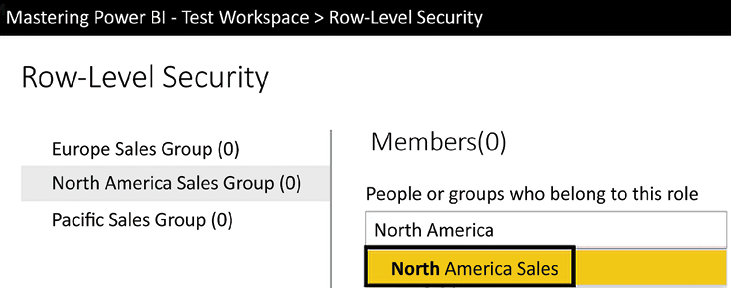 Mastering Power BI - Test Workspace > Row-Level Security
Row-Level Security
Europe Sales Group (0)
North America Sales Group (0)
Pacific Sales Group (0)
Members(0)
People or groups who belong to this role
North America
North America Sales